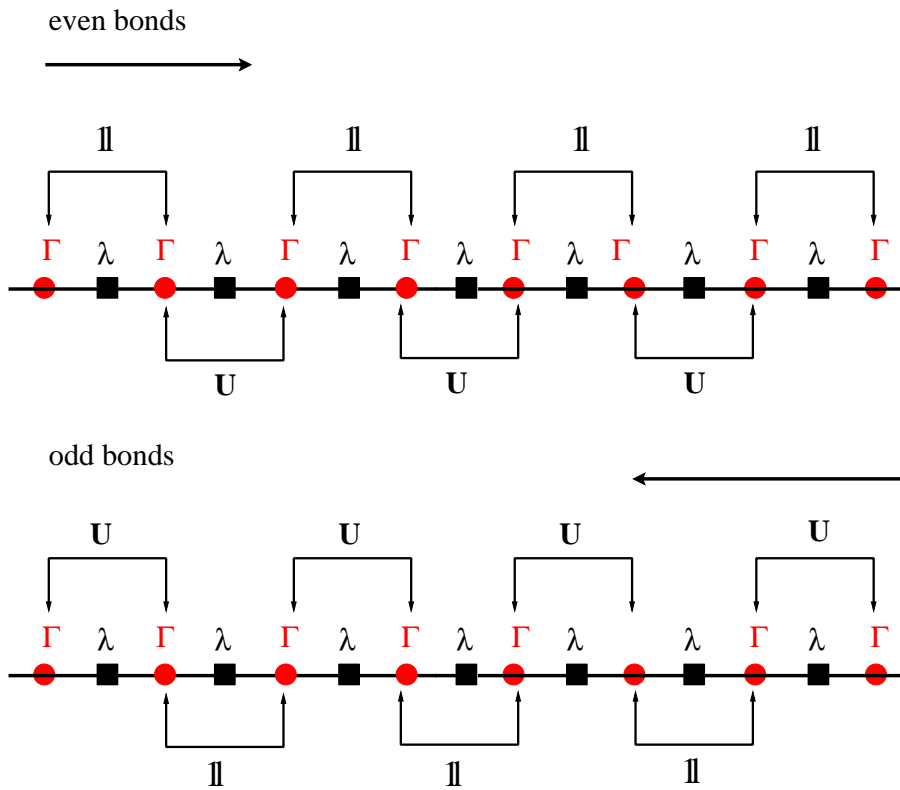 even bonds
𝟙 𝟙 𝟙 𝟙
Γ λ Γ λ Γ λ Γ λ Γ λ Γ λ Γ λ Γ
U U U
odd bonds
U U U U
Γ λ Γ λ Γ λ Γ λ Γ λ λ Γ λ Γ
𝟙 𝟙 𝟙